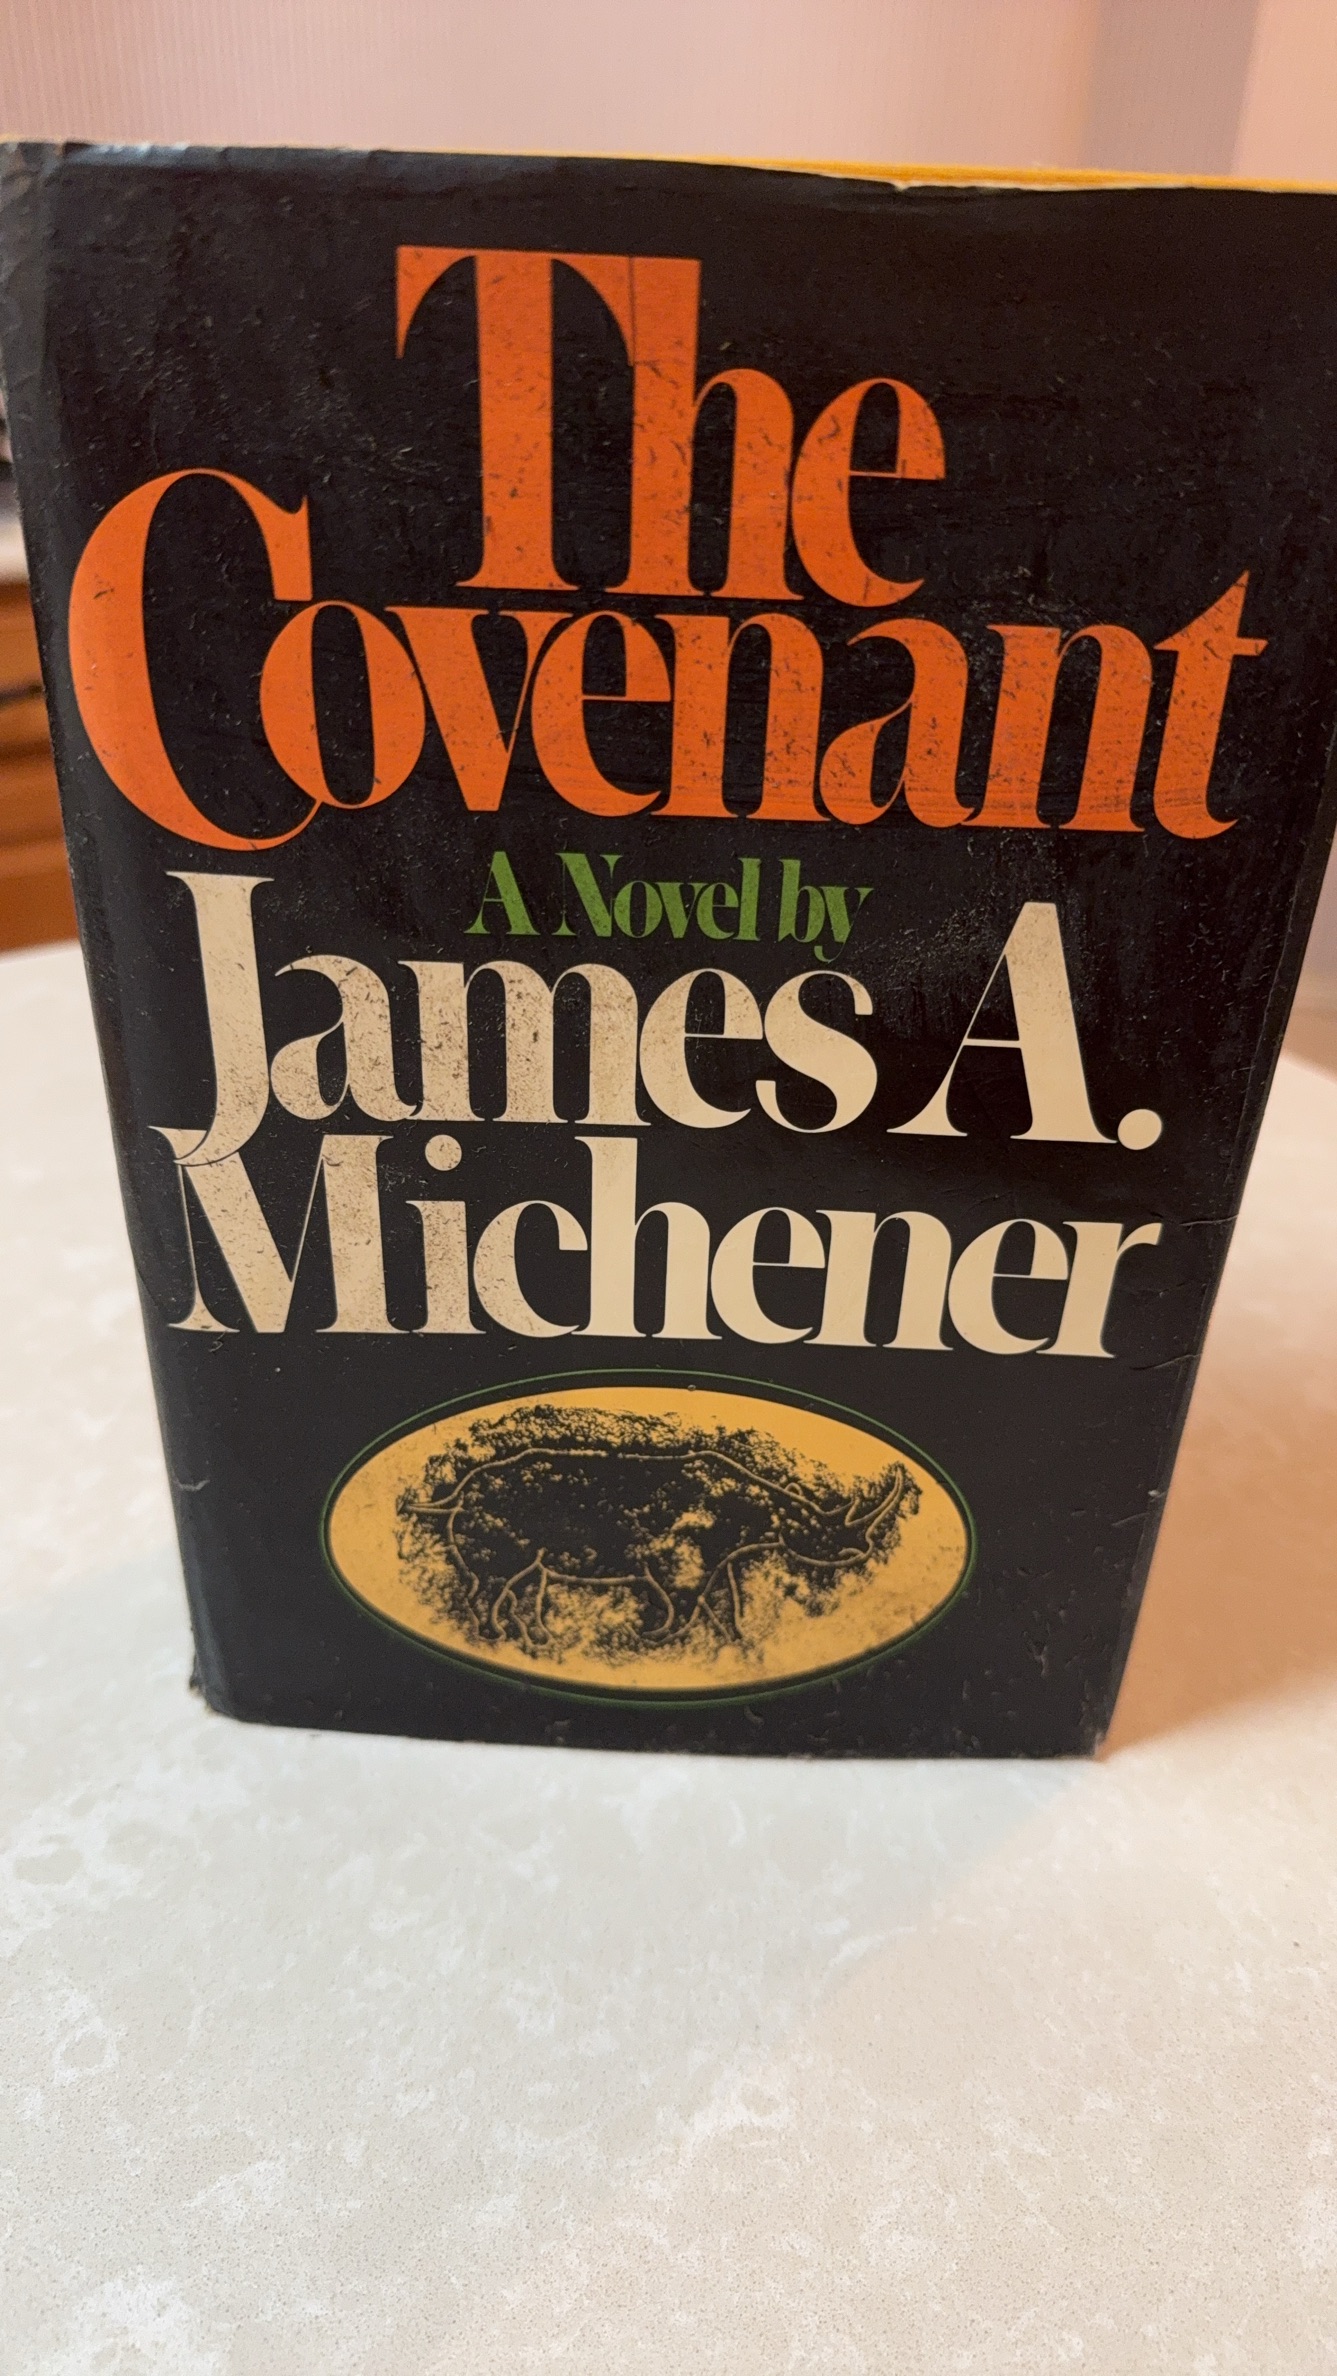 The
Covenant
A Novel by
James A.
Michener